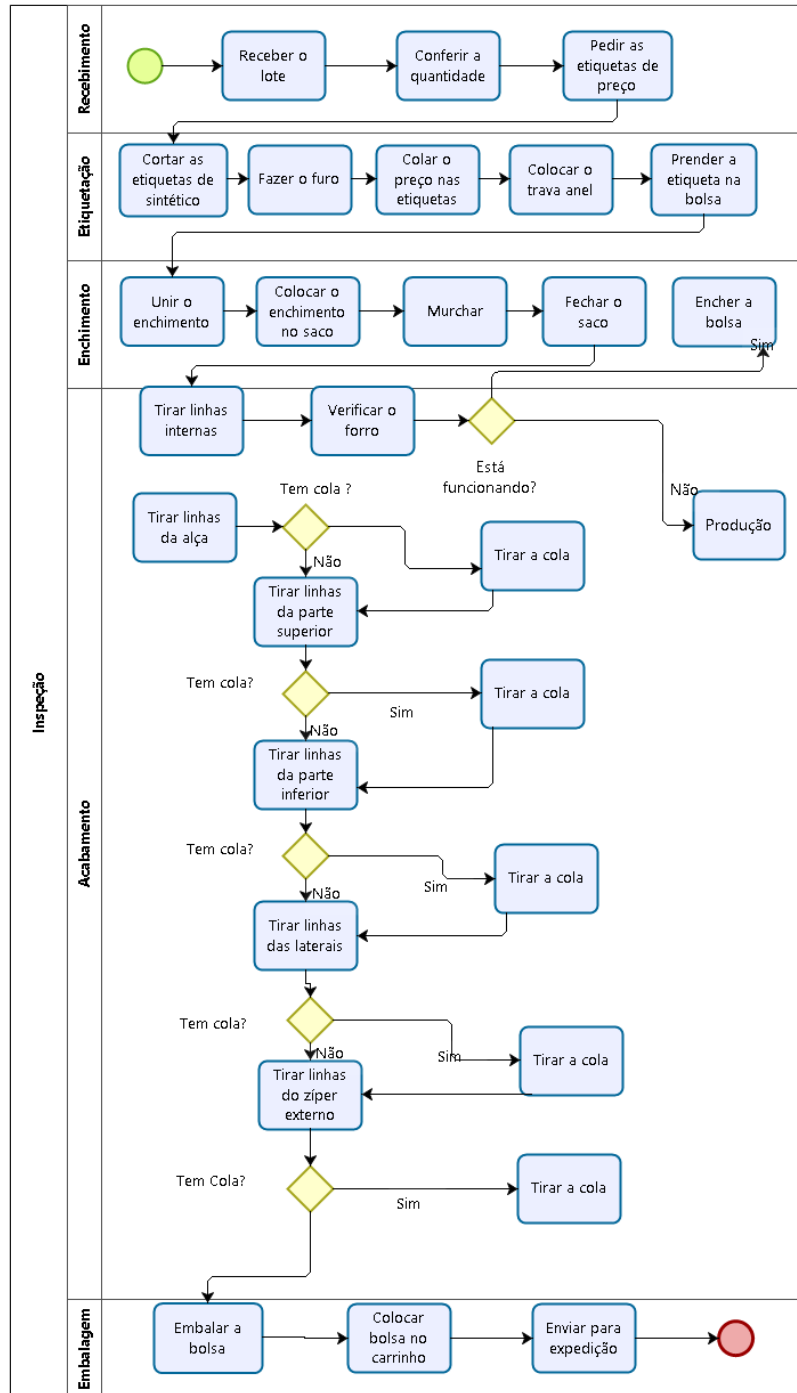 Inspeção
Recebimento
Receber o
lote
Conferir a
quantidade
Pedir as
etiquetas de
preço
Etiquetação
Cortar as
etiquetas de
sintético
Fazer o furo
Colar o
preço nas
etiquetas
Colocar o
trava anel
Prender a
etiqueta na
bolsa
Enchimento
Unir o
enchimento
Colocar o
enchimento
no saco
Murchar
Fechar o
saco
Encher a
bolsa
Sim
Acabamento
Tirar linhas
internas
Verificar o
forro
Está
funcionando?
Não
Produção
Tirar linhas
da alça
Tem cola ?
Não
Tirar a cola
Tirar linhas
da parte
superior
Tem cola?
Sim
Não
Tirar a cola
Tirar linhas
da parte
inferior
Tem cola?
Sim
Não
Tirar a cola
Tirar linhas
das laterais
Tem cola?
Sim
Não
Tirar a cola
Tirar linhas
do zíper
externo
Tem Cola?
Sim
Tirar a cola
Embalagem
Embalar a
bolsa
Colocar
bolsa no
carrinho
Enviar para
expedição